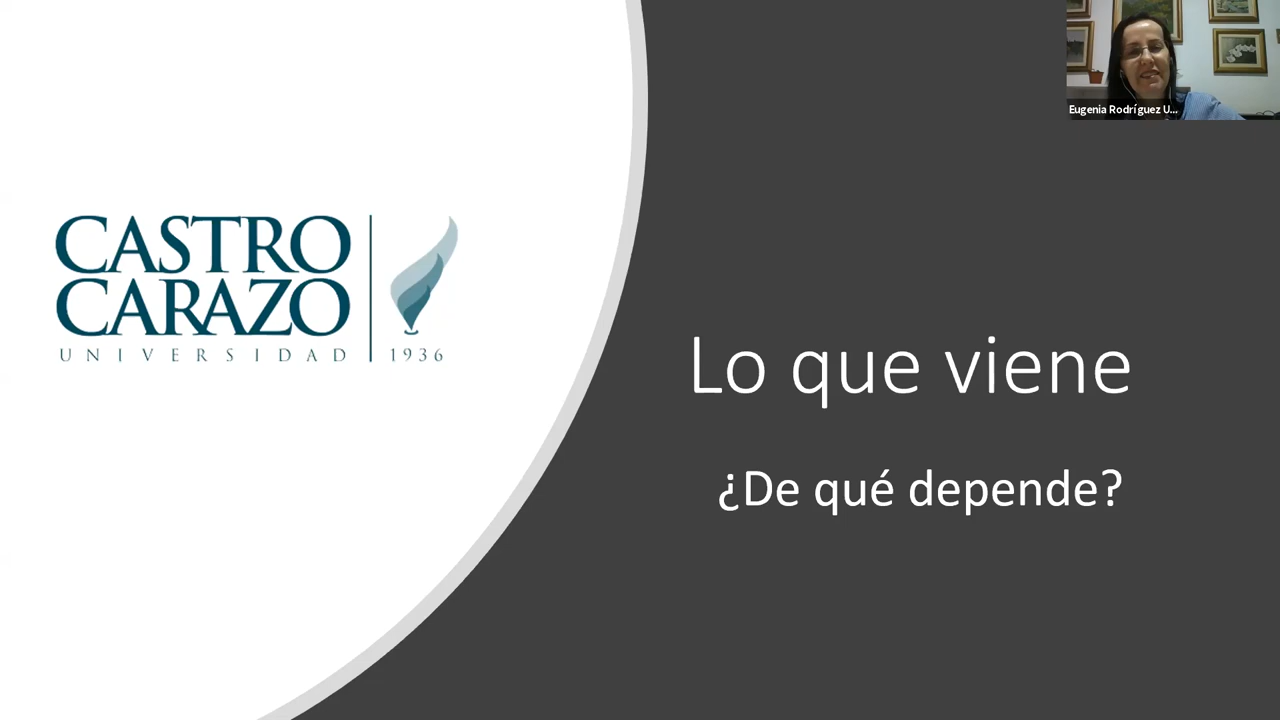 CASTRO
CARAZO
UNIVERSIDAD 1936
Lo que viene
¿De qué depende?
Eugenia Rodríguez U...